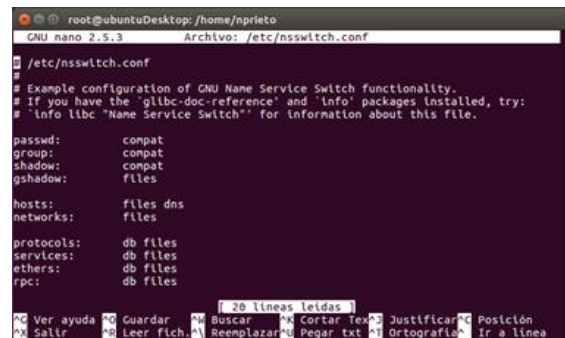 root@ubuntuDesktop: /home/nprieto
GNU nano 2.5.3 Archivo: /etc/nsswitch.conf
# /etc/nsswitch.conf
#
# Example configuration of GNU Name Service Switch functionality.
# If you have the `glibc-doc-reference' and `info' packages installed, try:
# `info libc "Name Service Switch"' for information about this file.
passwd: compat
group: compat
shadow: compat
gshadow: files
hosts: files dns
networks: files
protocols: db files
services: db files
ethers: db files
rpc: db files
[ 20 líneas leídas ]
^G Ver ayuda ^O Guardar ^W Buscar ^K Cortar Tex ^J Justificar ^C Posición
^X Salir ^R Leer fich. ^\ Reemplazar ^U Pegar txt ^T Ortografía ^_ Ir a línea